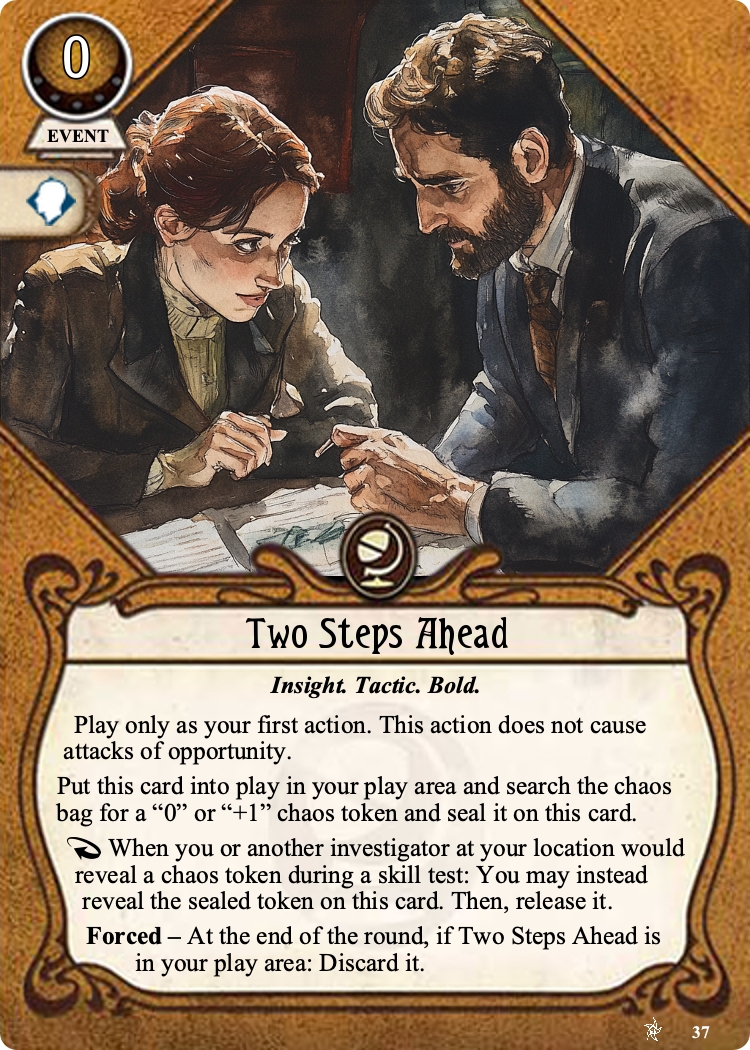 0
EVENT
Two Steps Ahead
Insight. Tactic. Bold.
Play only as your first action. This action does not cause
attacks of opportunity.
Put this card into play in your play area and search the chaos
bag for a “0” or “+1” chaos token and seal it on this card.
When you or another investigator at your location would
reveal a chaos token during a skill test: You may instead
reveal the sealed token on this card. Then, release it.
Forced – At the end of the round, if Two Steps Ahead is
in your play area: Discard it.
37